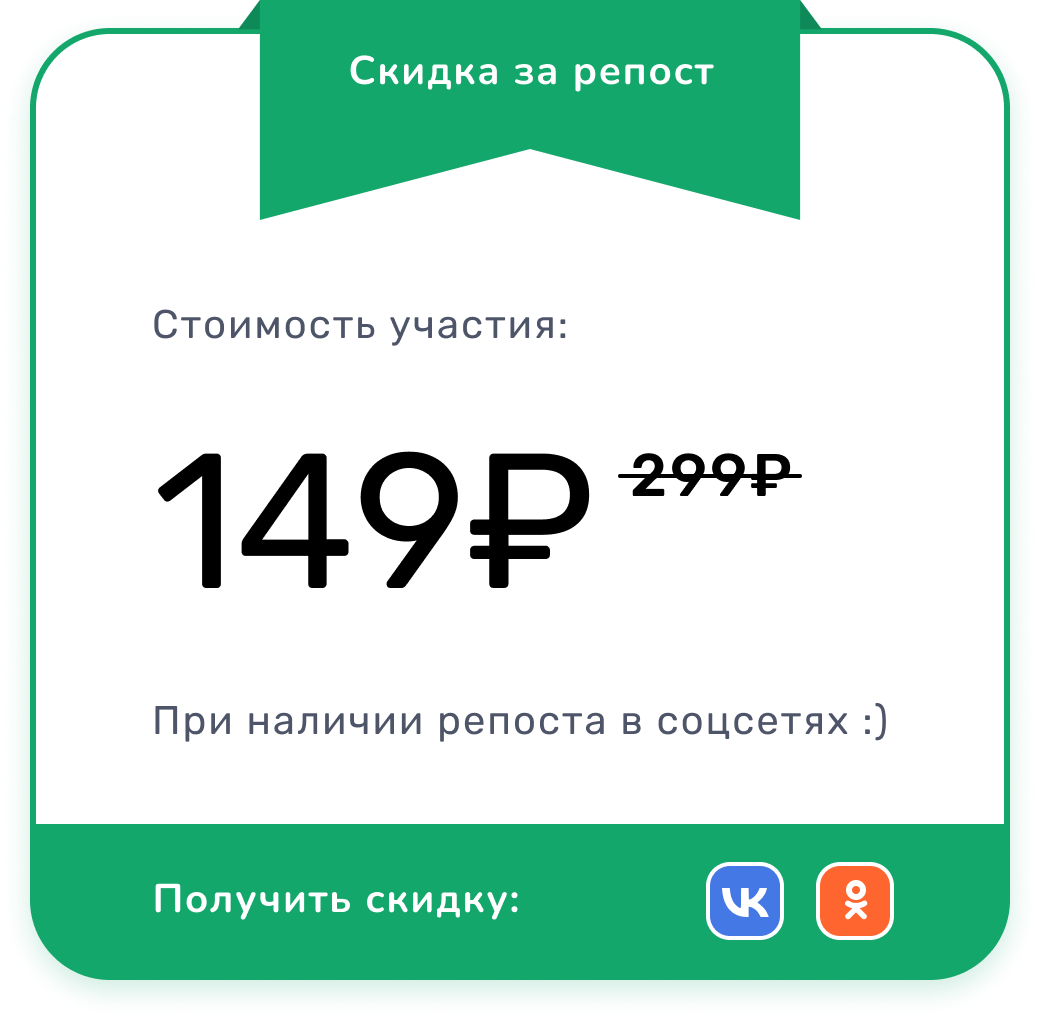 Скидка за репост
Стоимость участия:
149₽ 299₽
При наличии репоста в соцсетях :)
Получить скидку: